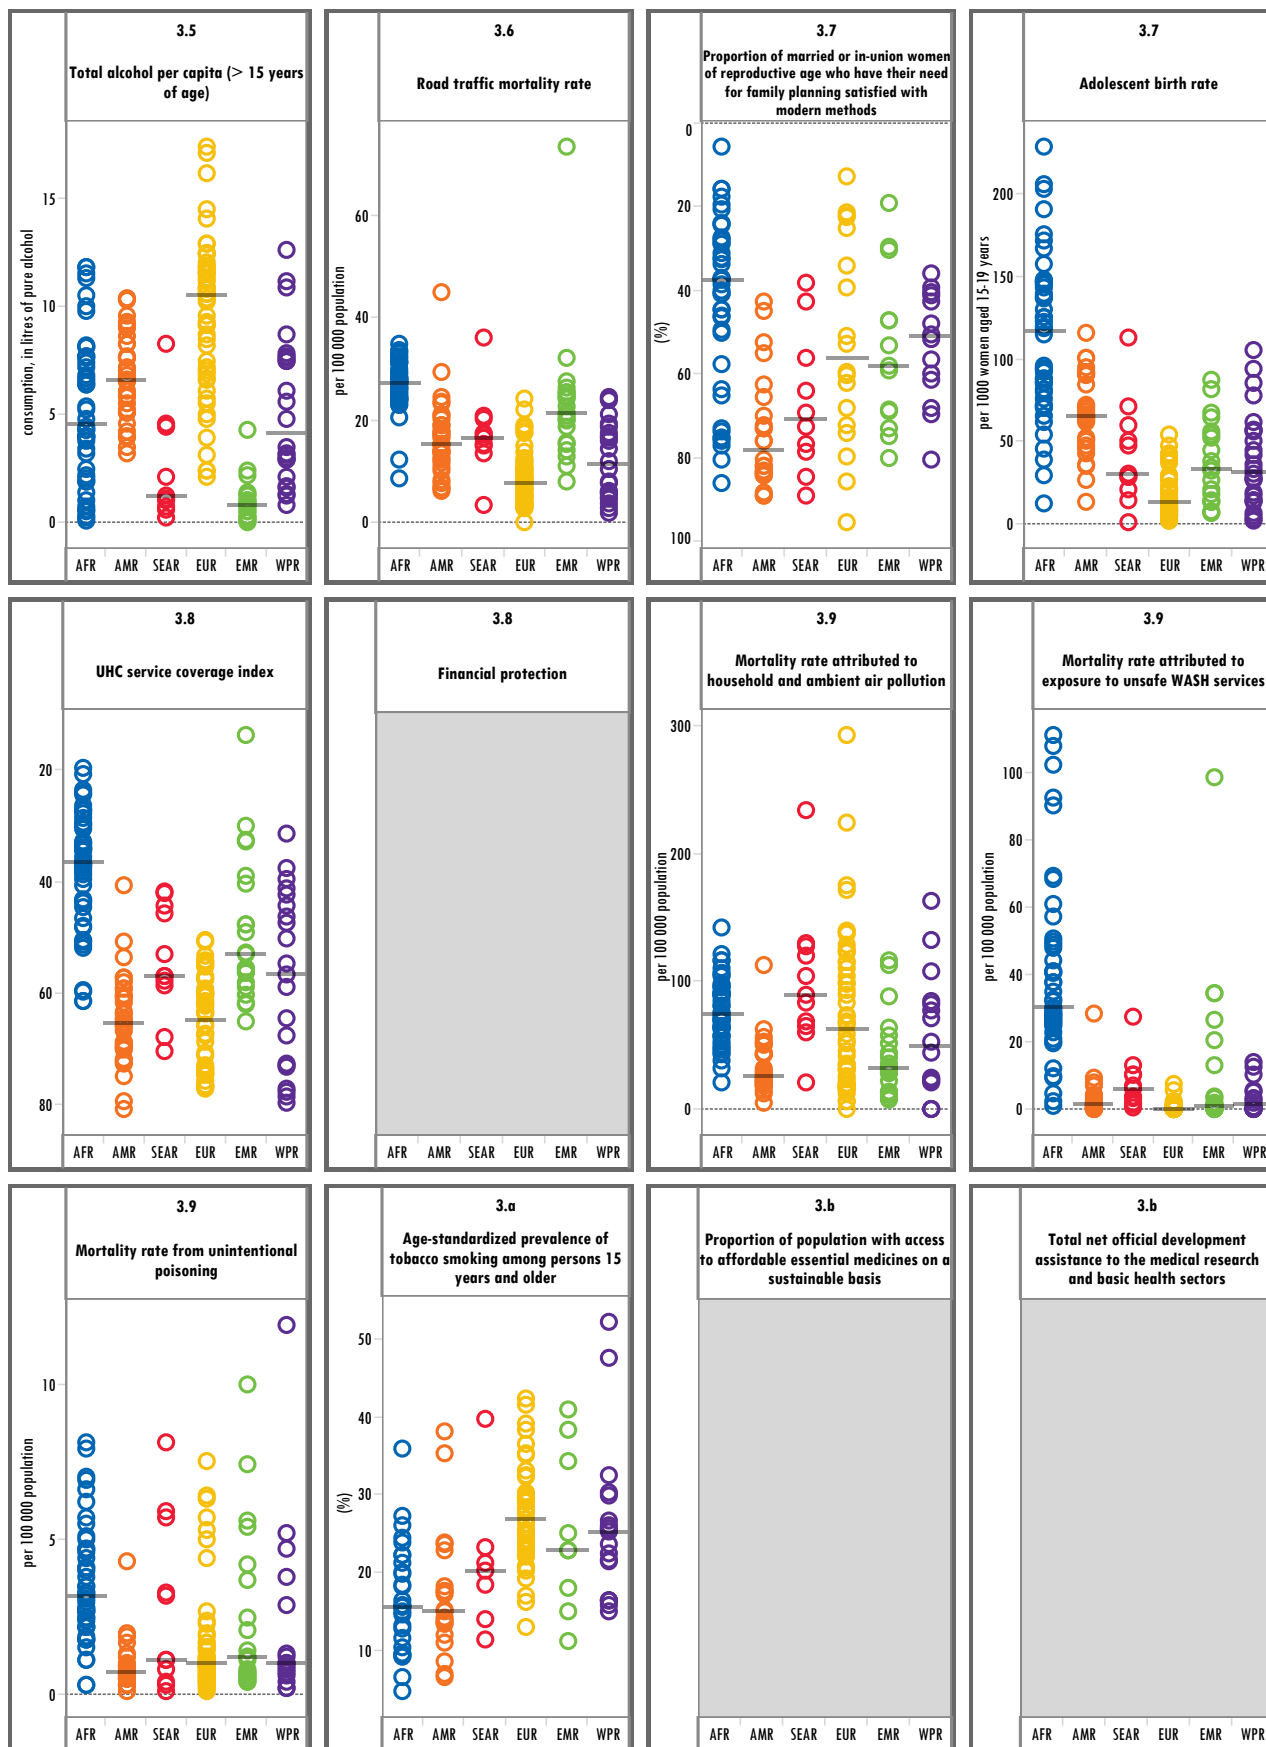 3.5
Total alcohol per capita (> 15 years
of age)
consumption, in litres of pure alcohol
15
10
5
0
AFR AMR SEAR EUR EMR WPR
3.6
Road traffic mortality rate
per 100 000 population
60
40
20
0
AFR AMR SEAR EUR EMR WPR
3.7
Proportion of married or in-union women
of reproductive age who have their need
for family planning satisfied with
modern methods
(%)
0
20
40
60
80
100
AFR AMR SEAR EUR EMR WPR
3.7
Adolescent birth rate
per 1000 women aged 15-19 years
200
150
100
50
0
AFR AMR SEAR EUR EMR WPR
3.8
UHC service coverage index
20
40
60
80
AFR AMR SEAR EUR EMR WPR
3.8
Financial protection
AFR AMR SEAR EUR EMR WPR
3.9
Mortality rate attributed to
household and ambient air pollution
per 100 000 population
300
200
100
0
AFR AMR SEAR EUR EMR WPR
3.9
Mortality rate attributed to
exposure to unsafe WASH services
per 100 000 population
100
80
60
40
20
0
AFR AMR SEAR EUR EMR WPR
3.9
Mortality rate from unintentional
poisoning
per 100 000 population
10
5
0
AFR AMR SEAR EUR EMR WPR
3.a
Age-standardized prevalence of
tobacco smoking among persons 15
years and older
(%)
50
40
30
20
10
AFR AMR SEAR EUR EMR WPR
3.b
Proportion of population with access
to affordable essential medicines on a
sustainable basis
AFR AMR SEAR EUR EMR WPR
3.b
Total net official development
assistance to the medical research
and basic health sectors
AFR AMR SEAR EUR EMR WPR